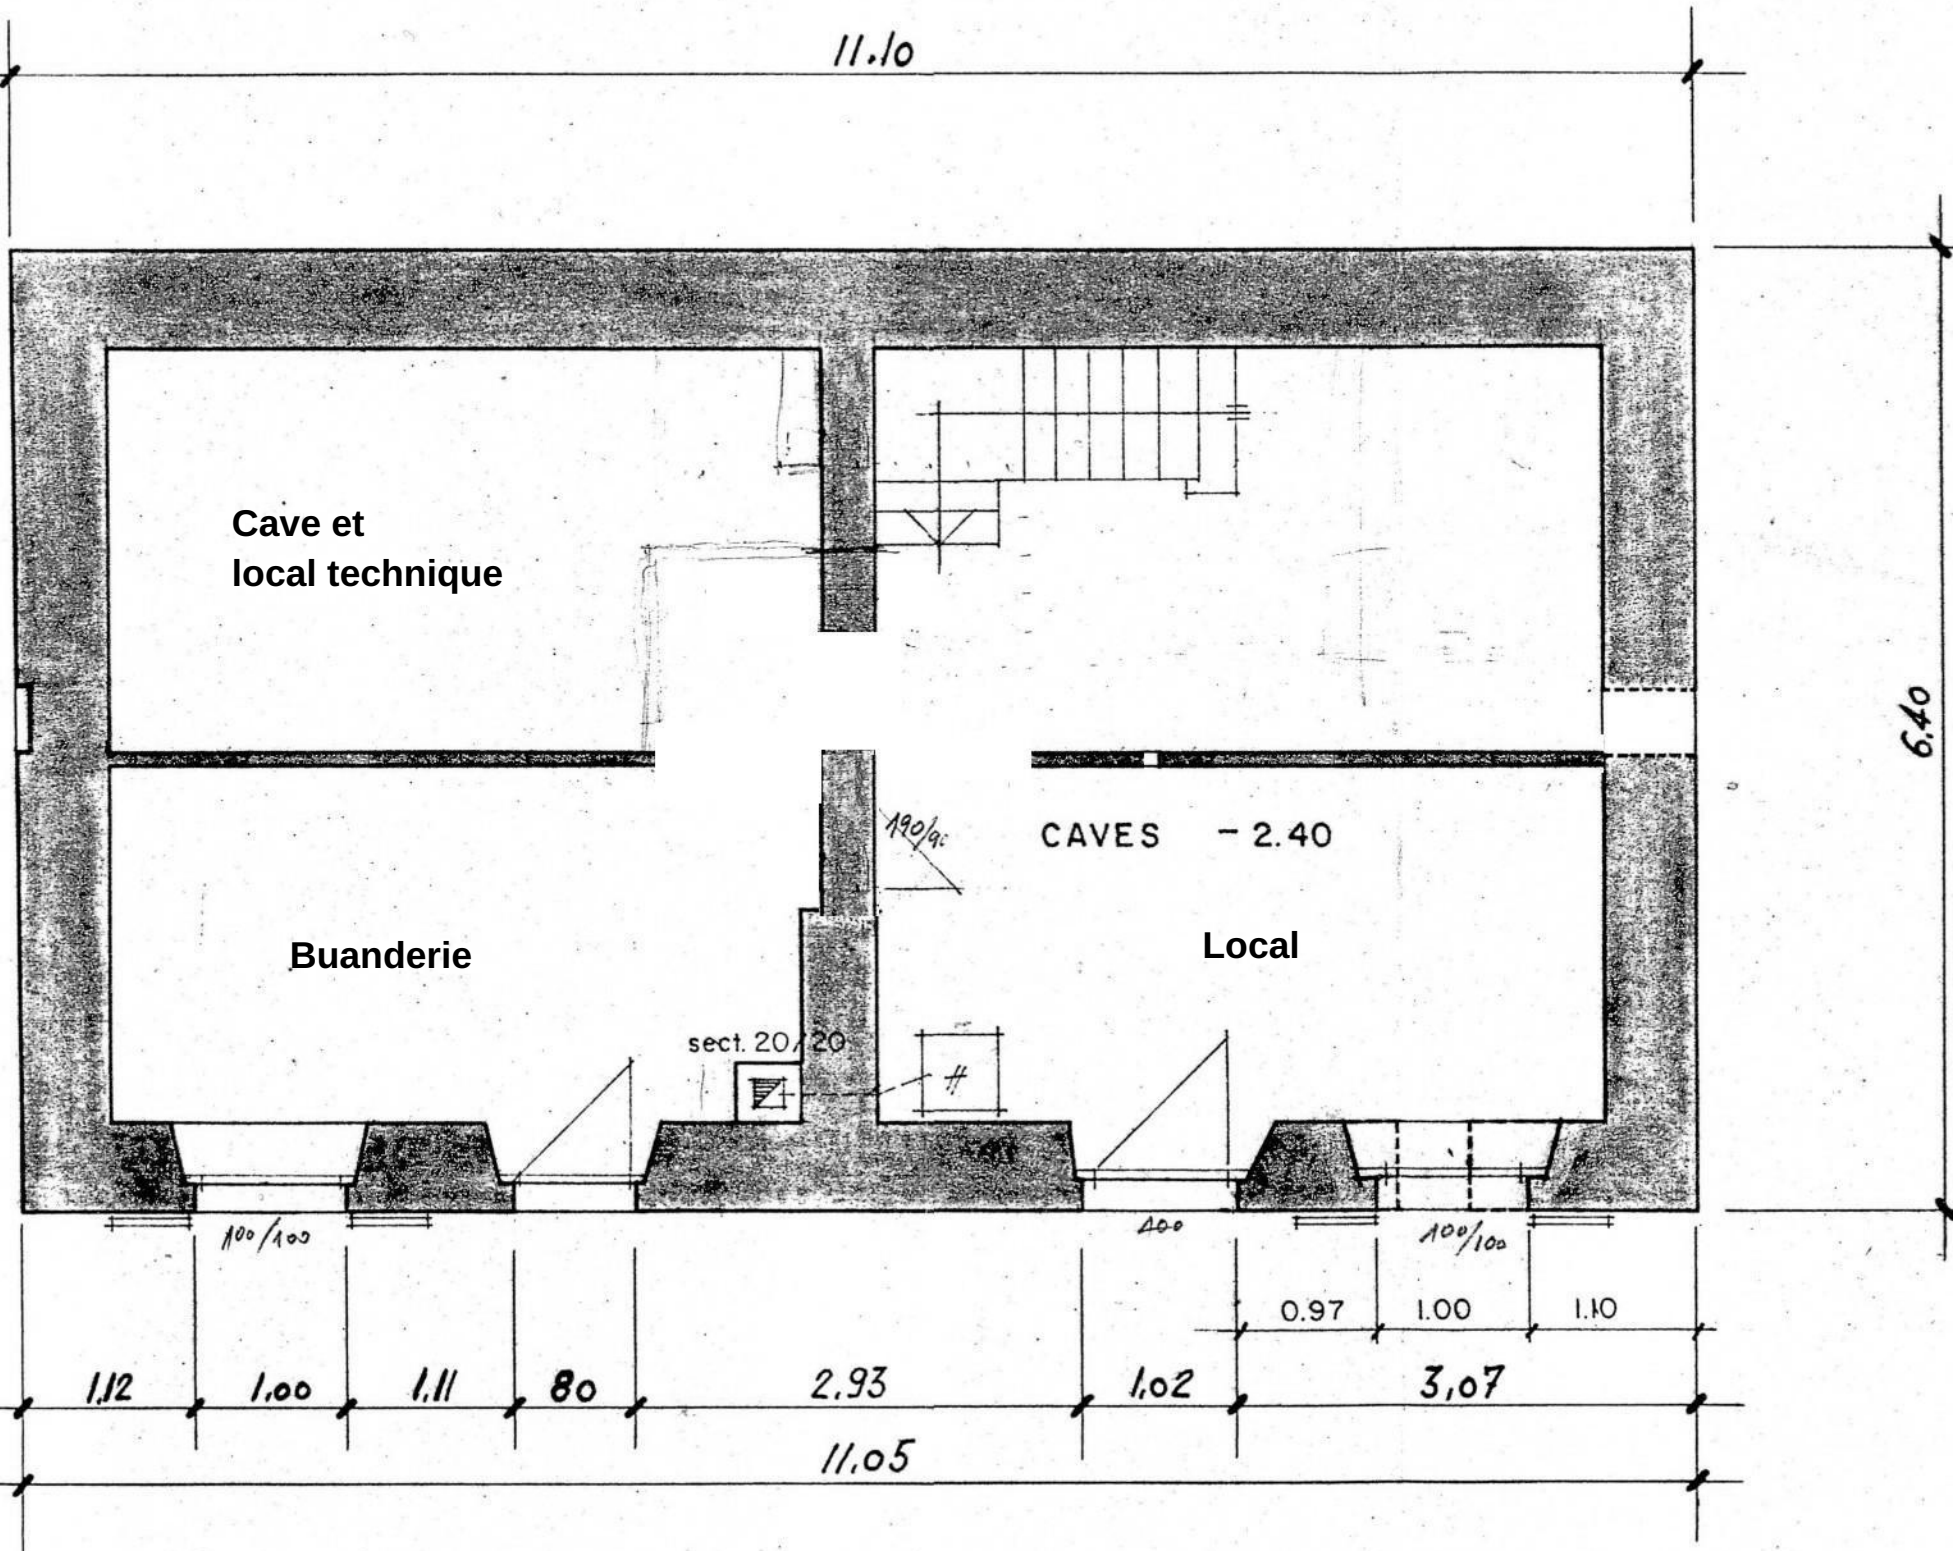 11.10
Cave et
local technique
6.40
190/90
CAVES - 2.40
Buanderie
Local
sect. 20/20
100/100
100
100/100
0.97 1.00 1.10
1.12 1.00 1.11 80 2.93 1.02 3,07
11.05